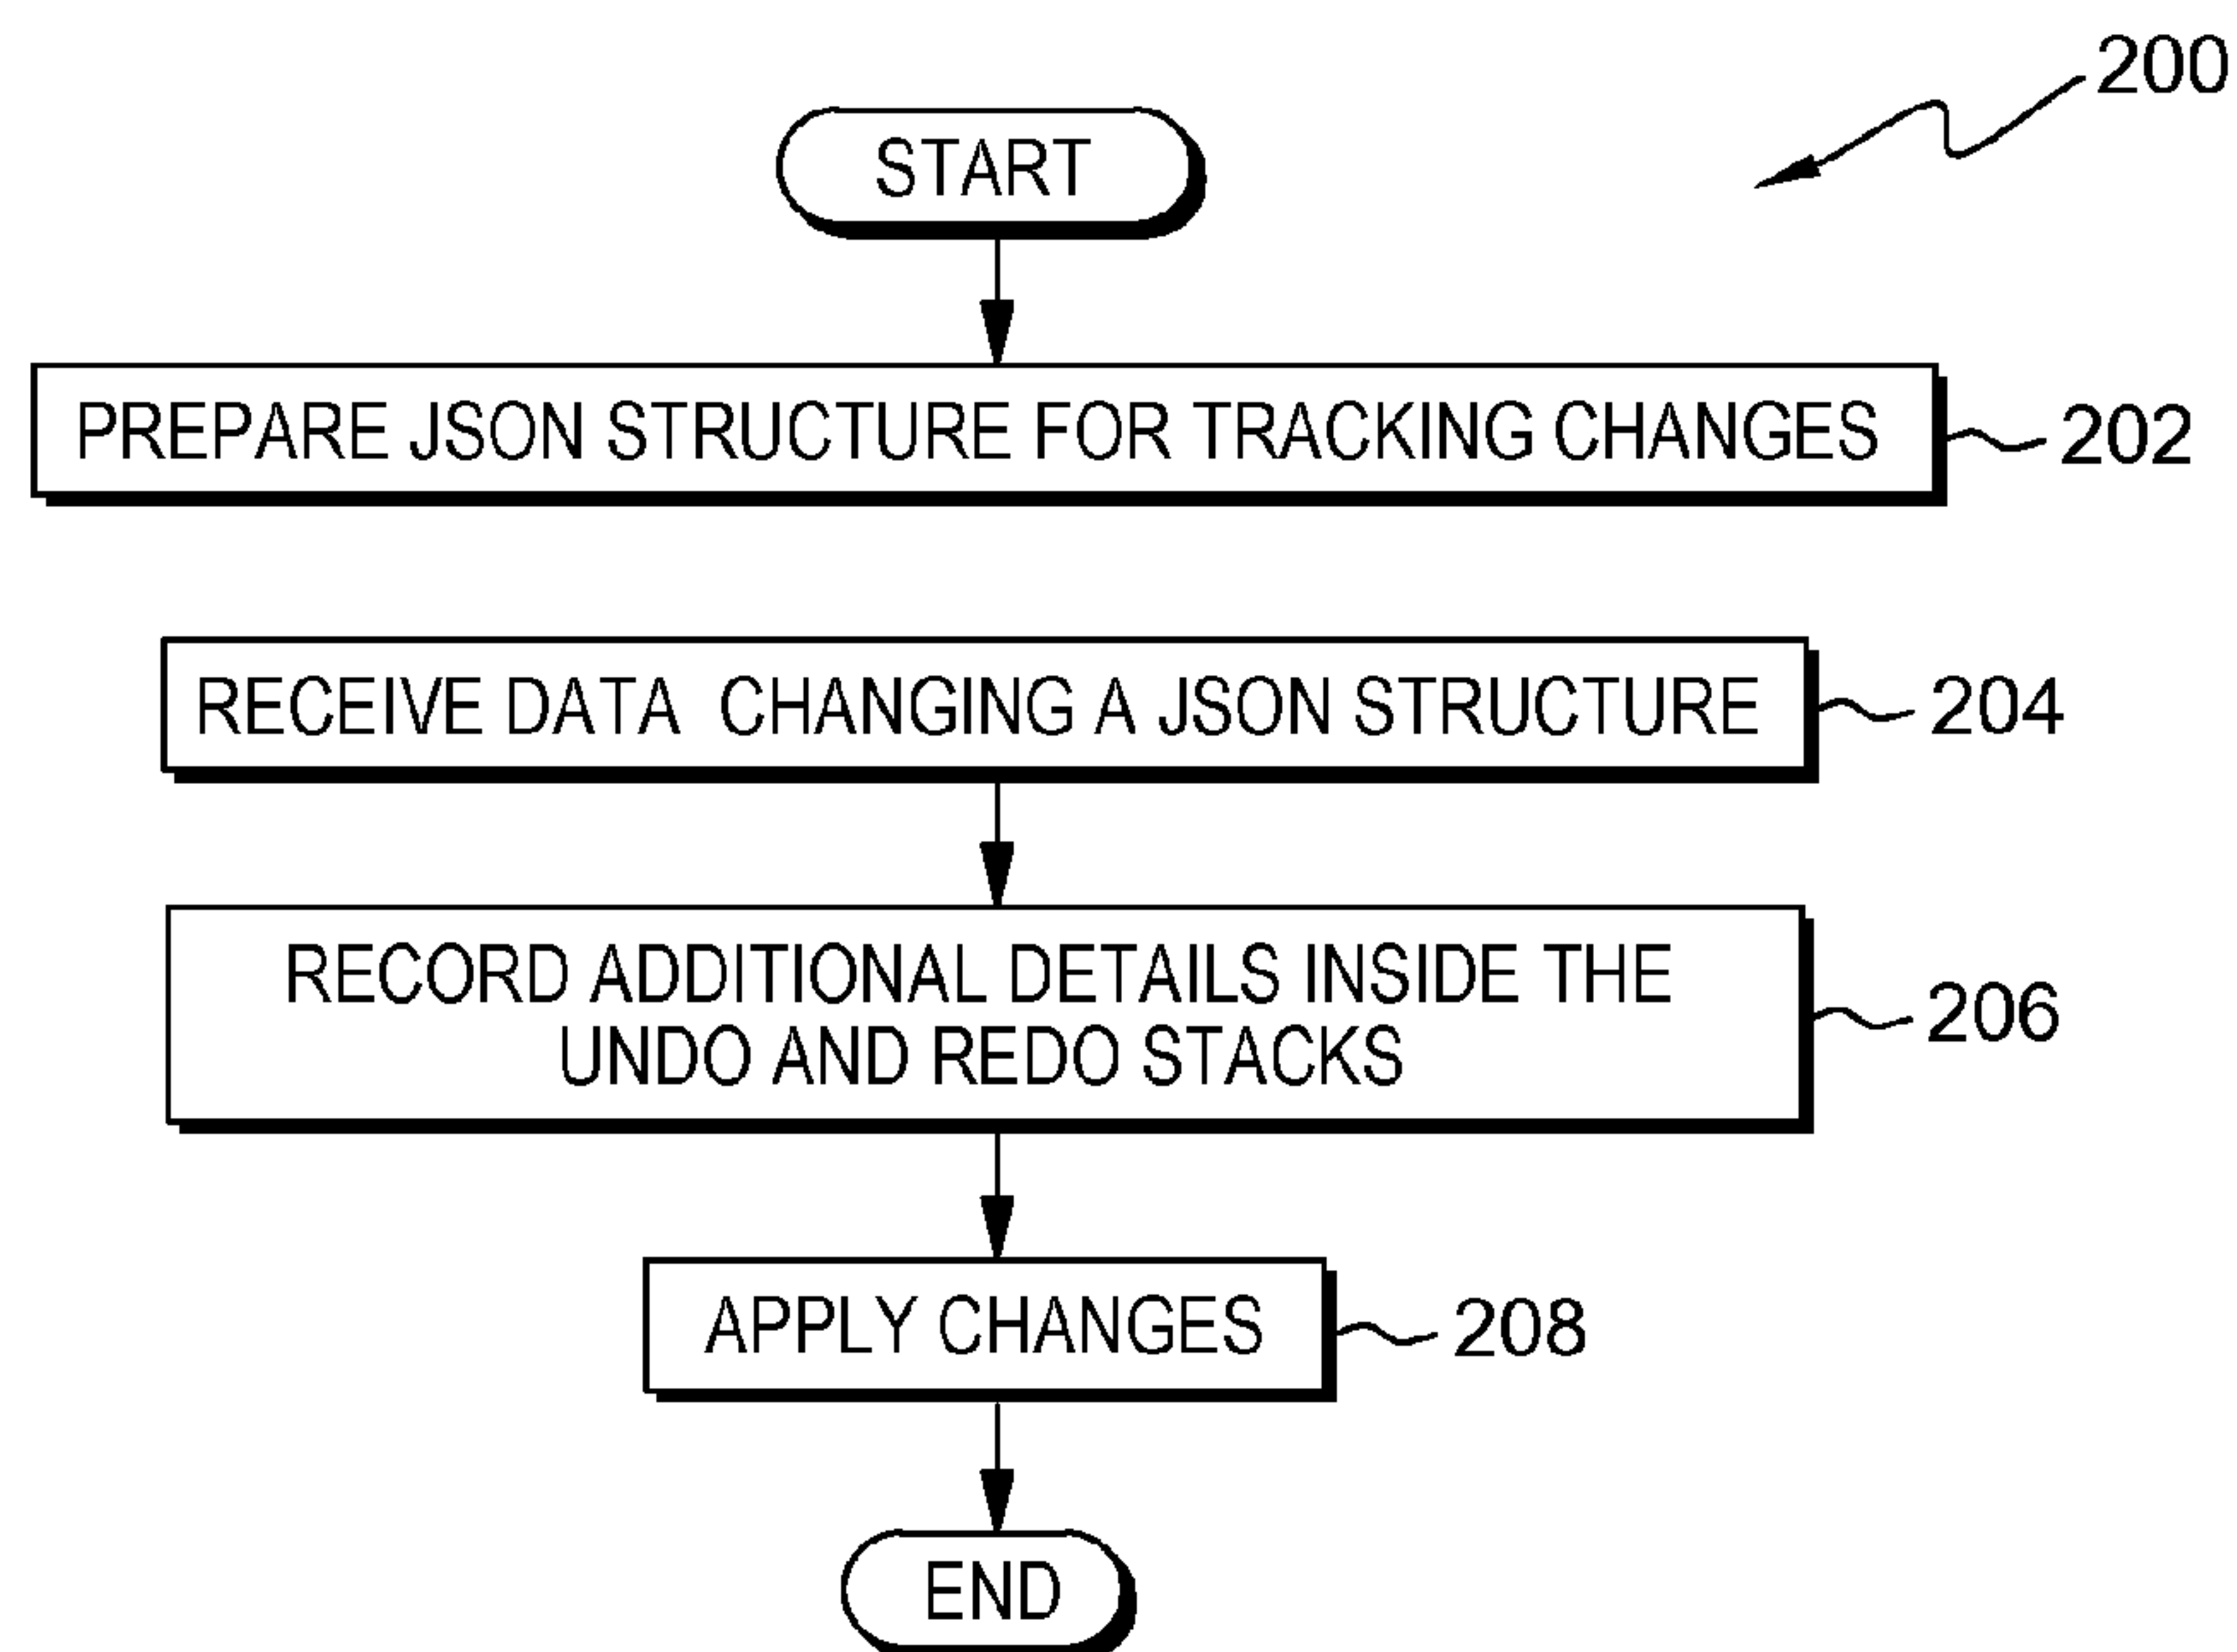 200
START
PREPARE JSON STRUCTURE FOR TRACKING CHANGES
202
RECEIVE DATA CHANGING A JSON STRUCTURE
204
RECORD ADDITIONAL DETAILS INSIDE THE
UNDO AND REDO STACKS
206
APPLY CHANGES
208
END